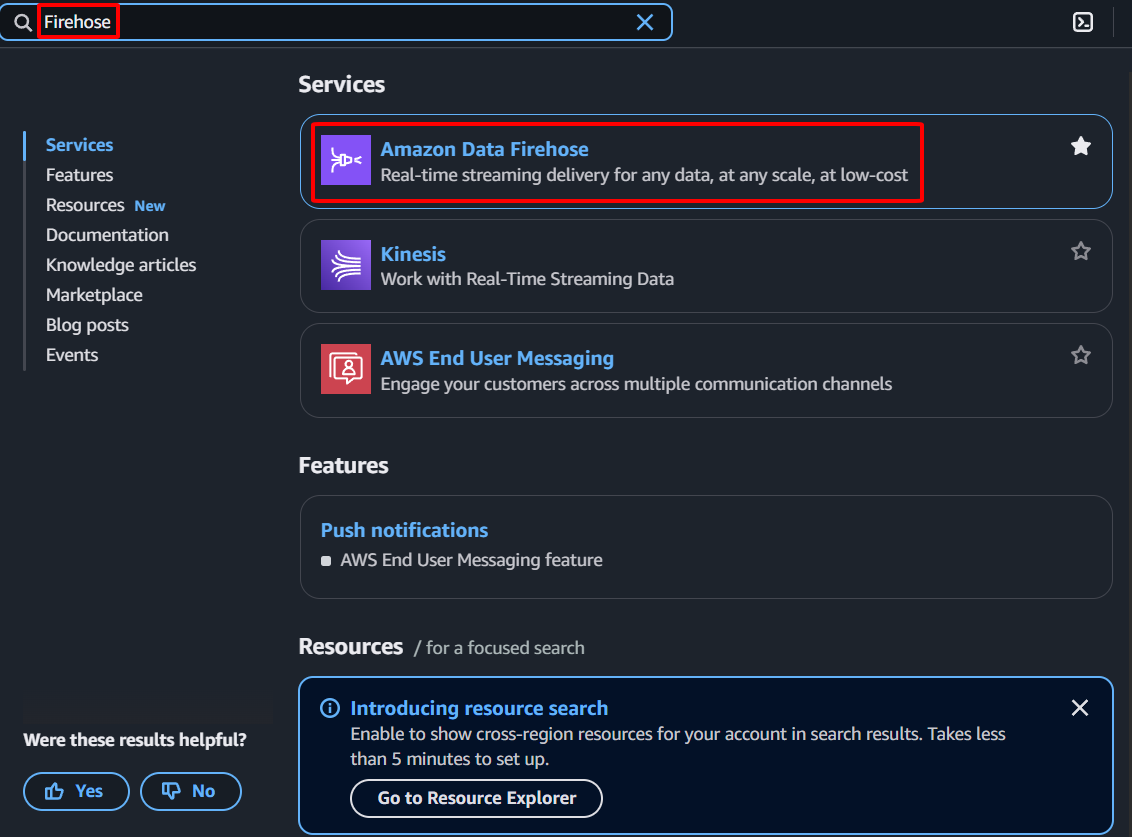 Firehose
Services
Features
Resources New
Documentation
Knowledge articles
Marketplace
Blog posts
Events
Services
Amazon Data Firehose
Real-time streaming delivery for any data, at any scale, at low-cost
Kinesis
Work with Real-Time Streaming Data
AWS End User Messaging
Engage your customers across multiple communication channels
Features
Push notifications
AWS End User Messaging feature
Resources / for a focused search
Introducing resource search
Enable to show cross-region resources for your account in search results. Takes less
than 5 minutes to set up.
Go to Resource Explorer
Were these results helpful?
Yes
No